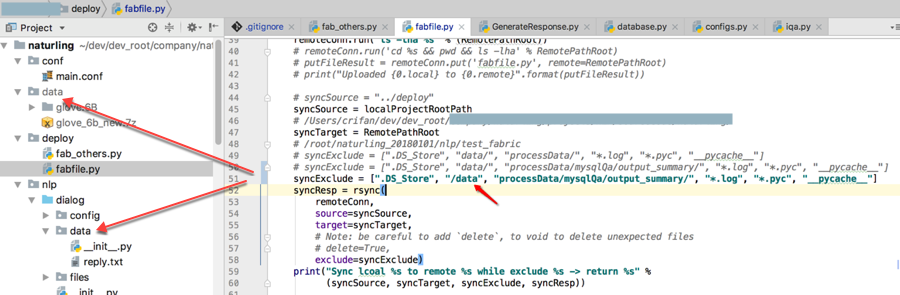 deploy
fabfile.py
Project
.gitignore
fab_others.py
fabfile.py
GenerateResponse.py
database.py
configs.py
iqa.py
naturling ~/dev/dev_root/company/nat
conf
main.conf
data
glove.6B
glove_6b_new.7z
deploy
fab_others.py
fabfile.py
nlp
dialog
config
data
__init__.py
reply.txt
files
__init__.py
39 remoteConn.run('ls -lha %s' % (RemotePathRoot)
40 # remoteConn.run('cd %s && pwd && ls -lha' % RemotePathRoot)
41 # putFileResult = remoteConn.put('fabfile.py', remote=RemotePathRoot)
42 # print("Uploaded {0.local} to {0.remote}".format(putFileResult))
43
44 # syncSource = "../deploy"
45 syncSource = localProjectRootPath
46 # /Users/crifan/dev/dev_root/
47 syncTarget = RemotePathRoot
48 # /root/naturling_20180101/nlp/test_fabric
49 # syncExclude = [".DS_Store", "data/", "processData/", "*.log", "*.pyc", "__pycache__"]
50 # syncExclude = [".DS_Store", "data/", "processData/mysqlQa/output_summary/", "*.log", "*.pyc", "__pycache__"]
51 syncExclude = [".DS_Store", "/data", "processData/mysqlQa/output_summary/", "*.log", "*.pyc", "__pycache__"]
52 syncResp = rsync(
53 remoteConn,
54 source=syncSource,
55 target=syncTarget,
56 # Note: be careful to add `delete`, to void to delete unexpected files
57 # delete=True,
58 exclude=syncExclude)
59 print("Sync lcoal %s to remote %s while exclude %s -> return %s" %
60 (syncSource, syncTarget, syncExclude, syncResp))